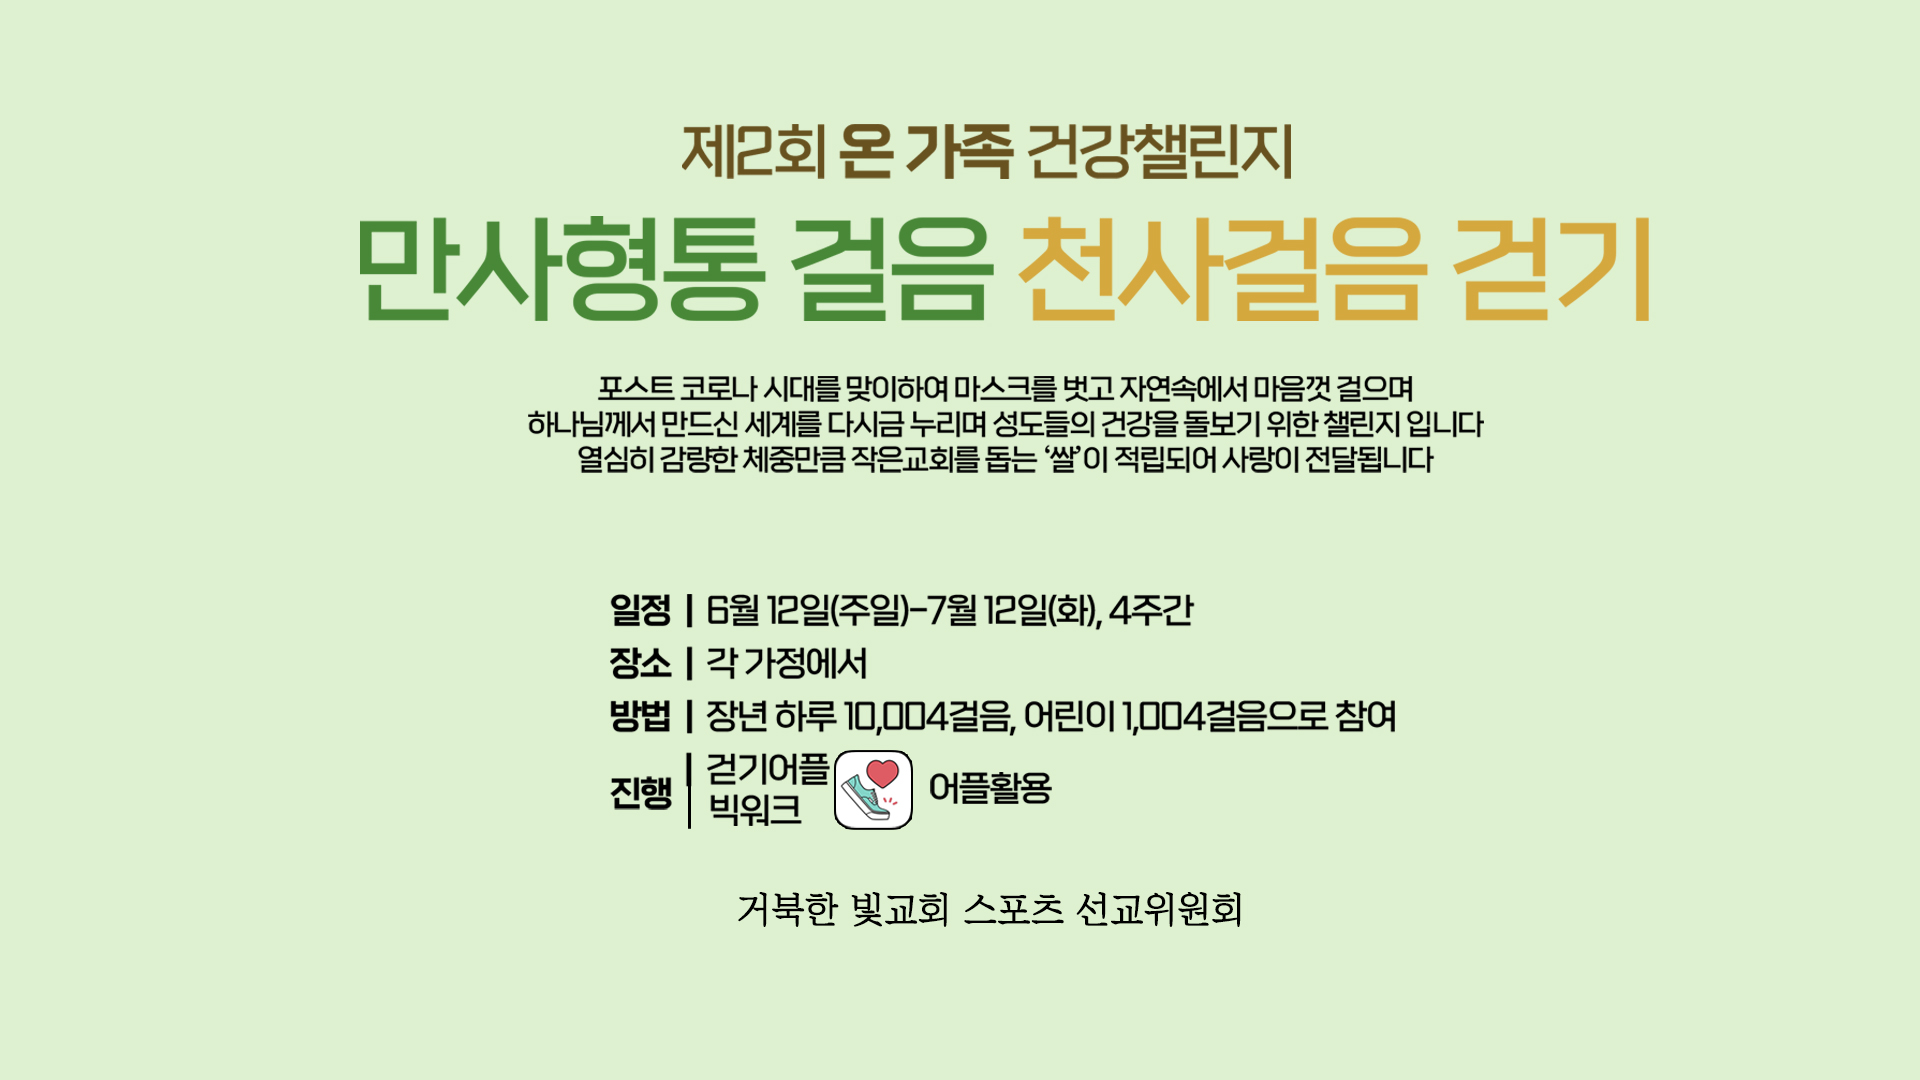 제2회 온 가족 건강챌린지
만사형통 걸음 천사걸음 걷기
포스트 코로나 시대를 맞이하여 마스크를 벗고 자연속에서 마음껏 걸으며
하나님께서 만드신 세계를 다시금 누리며 성도들의 건강을 돌보기 위한 챌린지 입니다
열심히 감량한 체중만큼 작은교회를 돕는 ‘쌀’이 적립되어 사랑이 전달됩니다
일정 | 6월 12일(주일)-7월 12일(화), 4주간
장소 | 각 가정에서
방법 | 장년 하루 10,004걸음, 어린이 1,004걸음으로 참여
진행 | 걷기어플 빅워크 어플활용
거북한 빛교회 스포츠 선교위원회